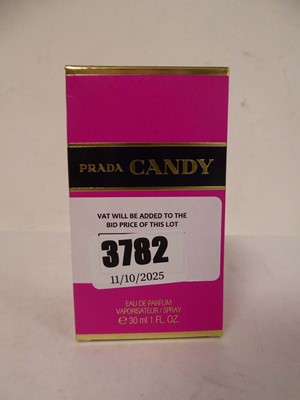 PRADA CANDY
VAT WILL BE ADDED TO THE
BID PRICE OF THIS LOT
3782
11/10/2025
EAU DE PARFUM
VAPORISATEUR / SPRAY
℮ 30 ml 1 FL. OZ.